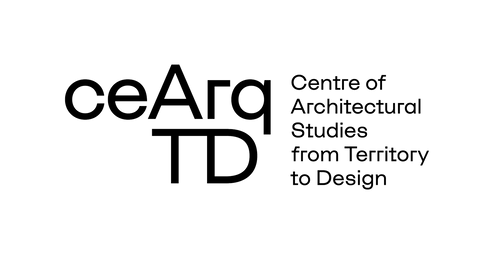 ceArq
TD
Centre of
Architectural
Studies
from Territory
to Design